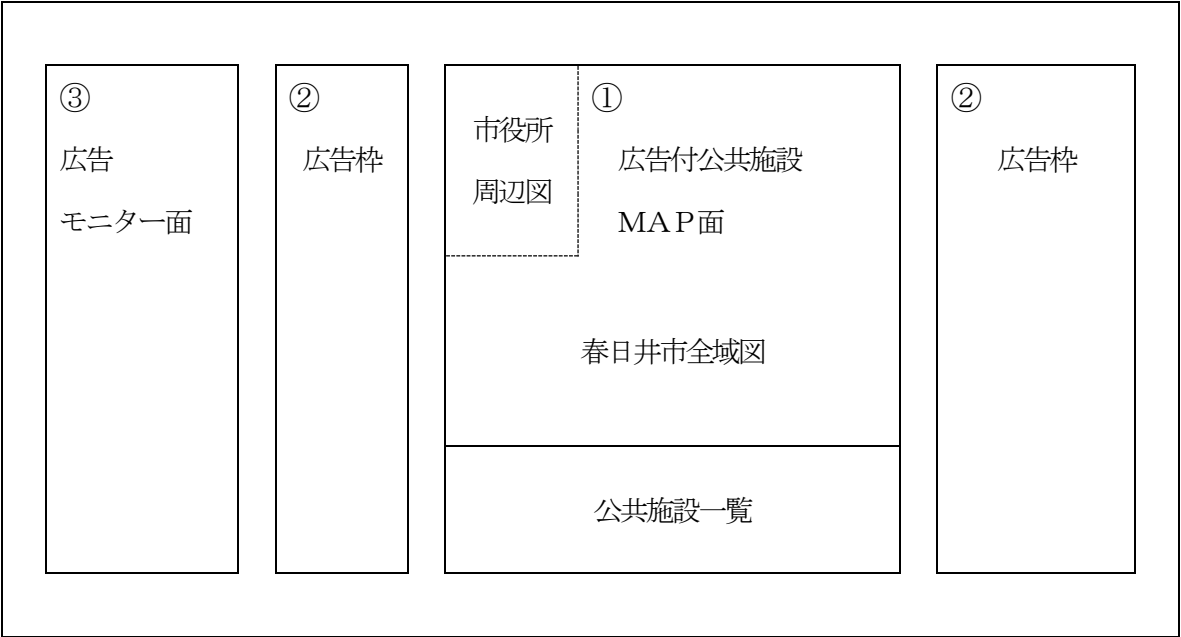 ③
広告
モニター面
②
広告枠
市役所
周辺図
①
広告付公共施設
ＭＡＰ面
春日井市全域図
公共施設一覧
②
広告枠